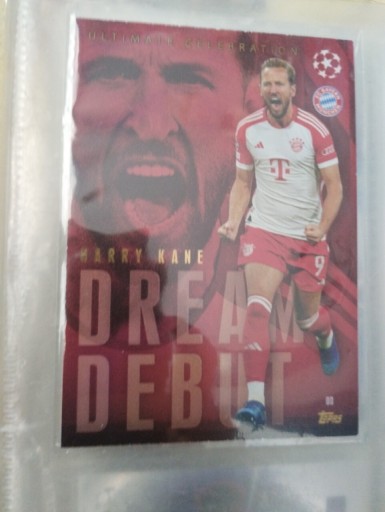 ULTIMATE CELEBRATION
HARRY KANE
DREAM
DEBUT
T
9
topps